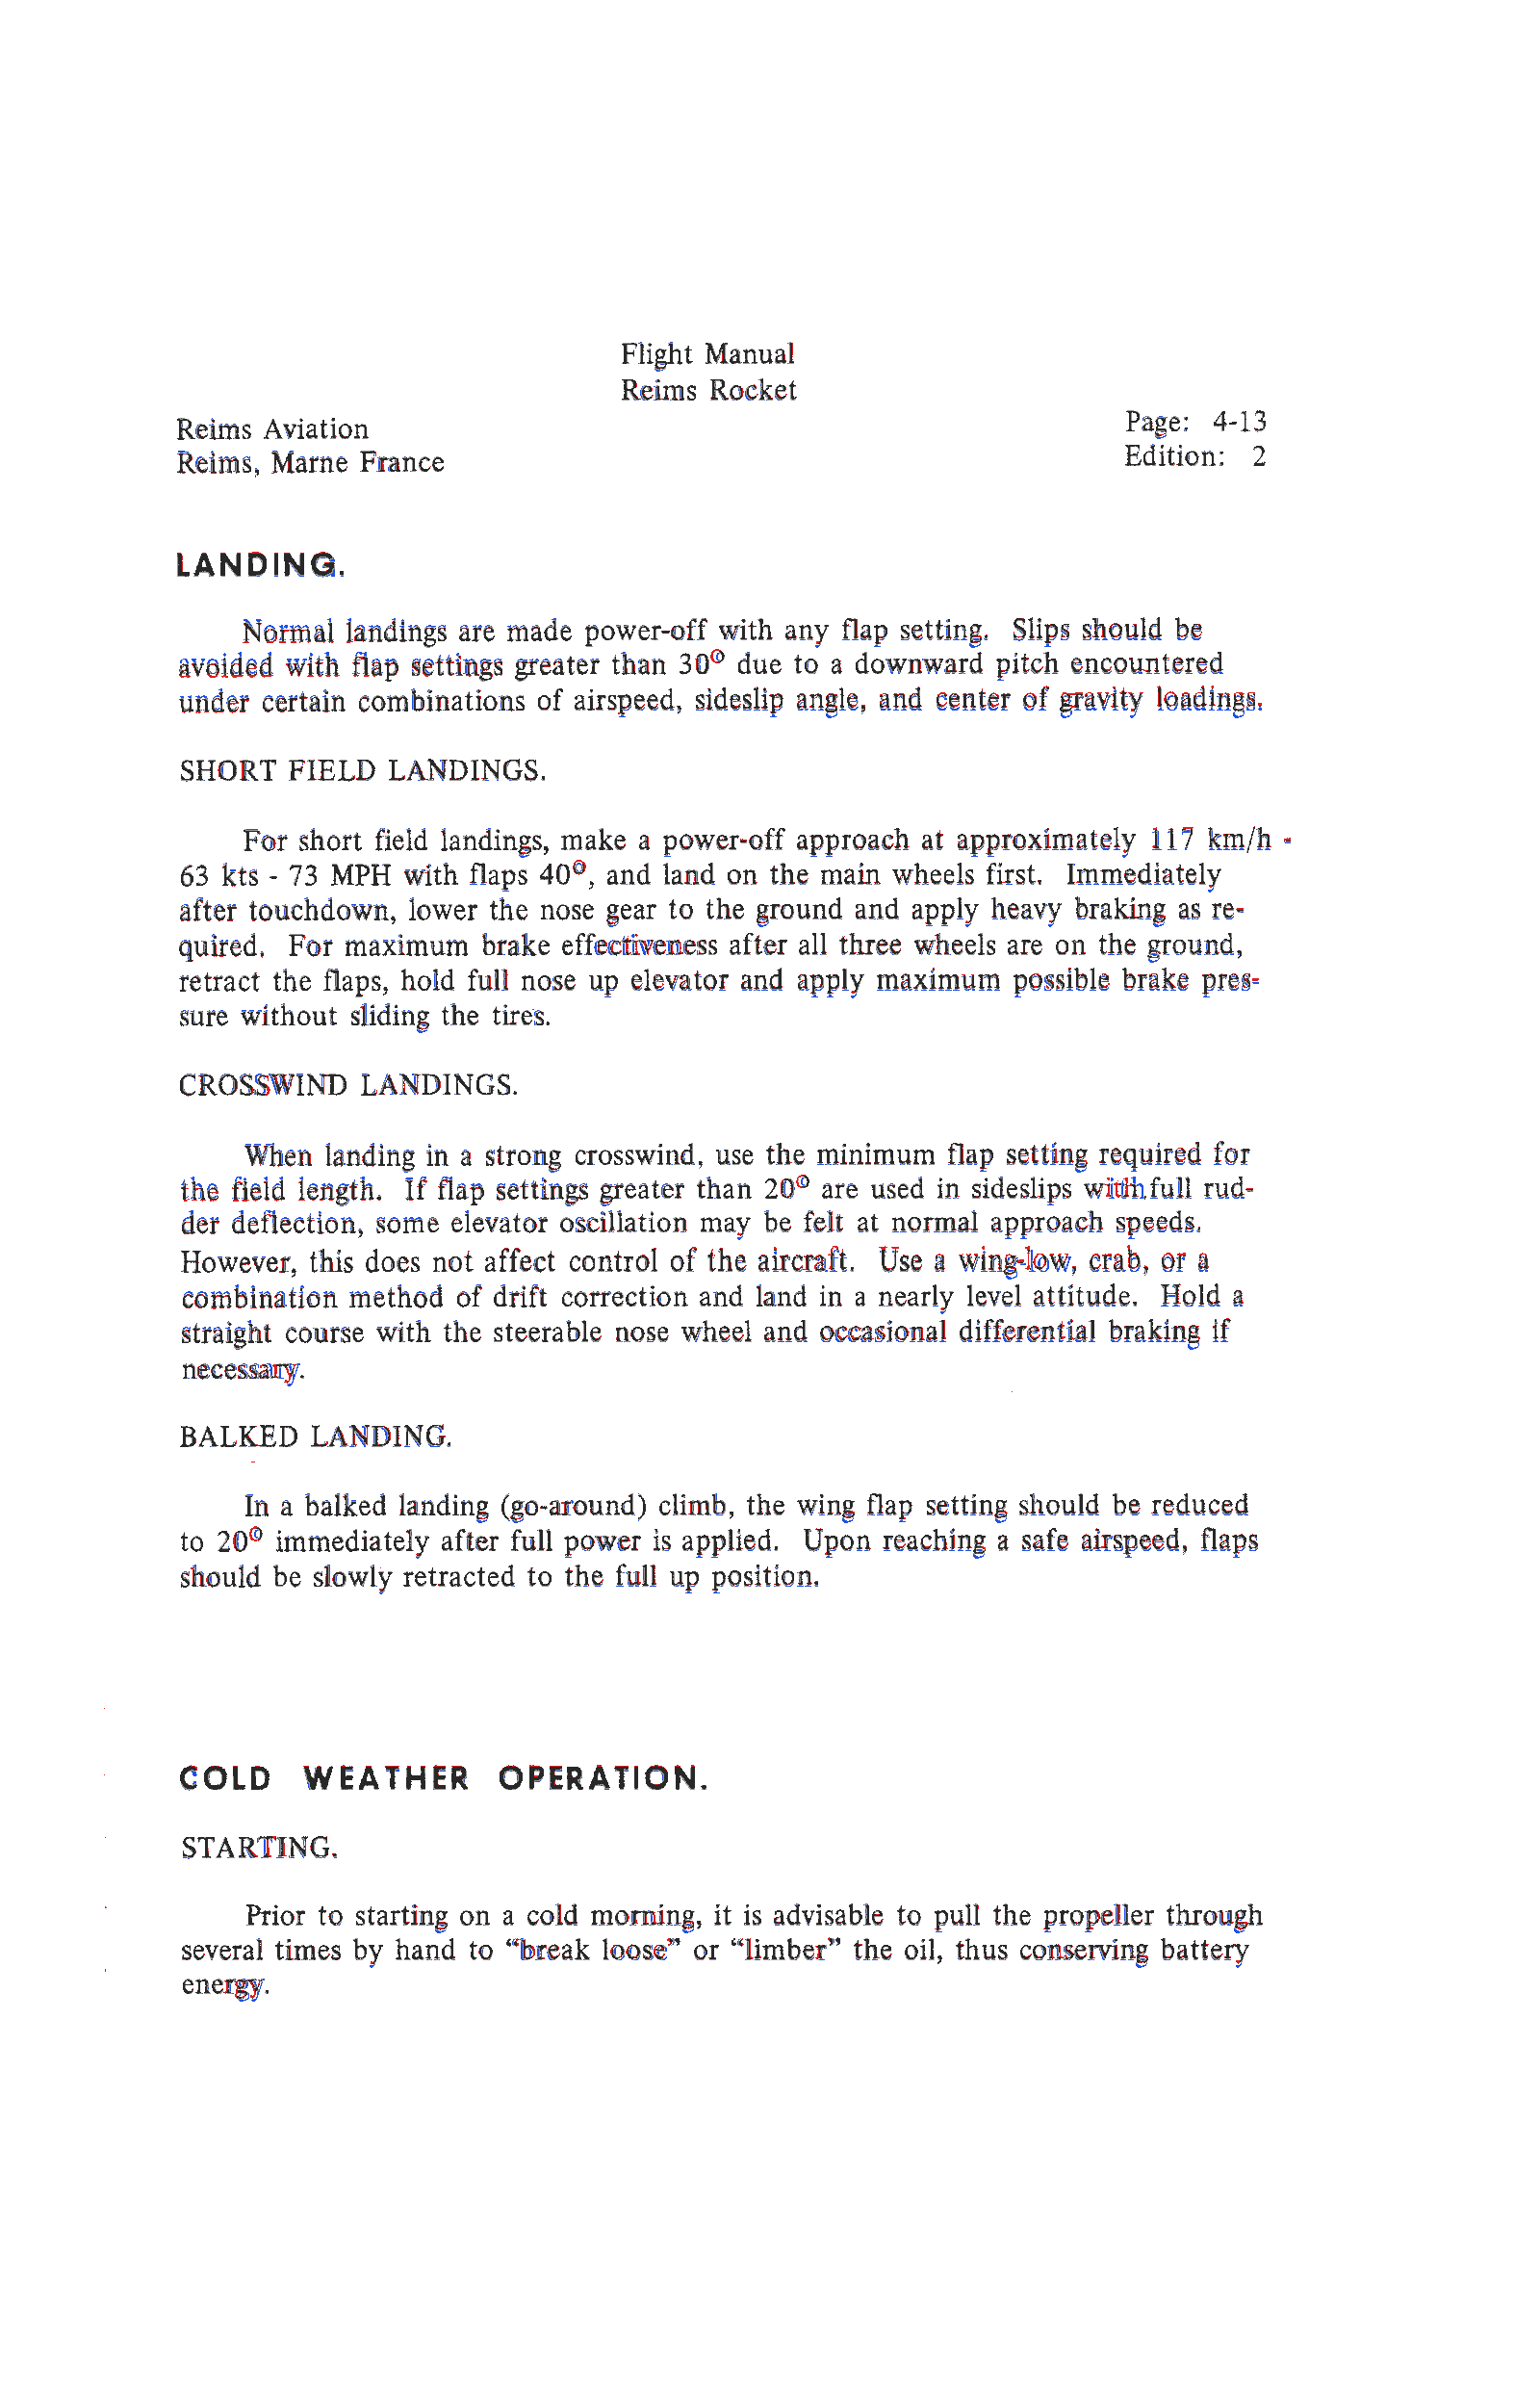 Flight Manual
Reims Rocket
Reims Aviation
Page: 4-13
Reims, Marne France
Edition: 2
LANDING.
Normal landings are made power-off with any flap setting. Slips should be
avoided with flap settings greater than 30° due to a downward pitch encountered
under certain combinations of airspeed, sideslip angle, and center of gravity loadings.
SHORT FIELD LANDINGS.
For short field landings, make a power-off approach at approximately 117 km/h -
63 kts - 73 MPH with flaps 40°, and land on the main wheels first. Immediately
after touchdown, lower the nose gear to the ground and apply heavy braking as re-
quired. For maximum brake effectiveness after all three wheels are on the ground,
retract the flaps, hold full nose up elevator and apply maximum possible brake pres-
sure without sliding the tires.
CROSSWIND LANDINGS.
When landing in a strong crosswind, use the minimum flap setting required for
the field length. If flap settings greater than 20° are used in sideslips with full rud-
der deflection, some elevator oscillation may be felt at normal approach speeds.
However, this does not affect control of the aircraft. Use a wing-low, crab, or a
combination method of drift correction and land in a nearly level attitude. Hold a
straight course with the steerable nose wheel and occasional differential braking if
necessary.
BALKED LANDING.
In a balked landing (go-around) climb, the wing flap setting should be reduced
to 20° immediately after full power is applied. Upon reaching a safe airspeed, flaps
should be slowly retracted to the full up position.
COLD WEATHER OPERATION.
STARTING.
Prior to starting on a cold morning, it is advisable to pull the propeller through
several times by hand to “break loose” or “limber” the oil, thus conserving battery
energy.